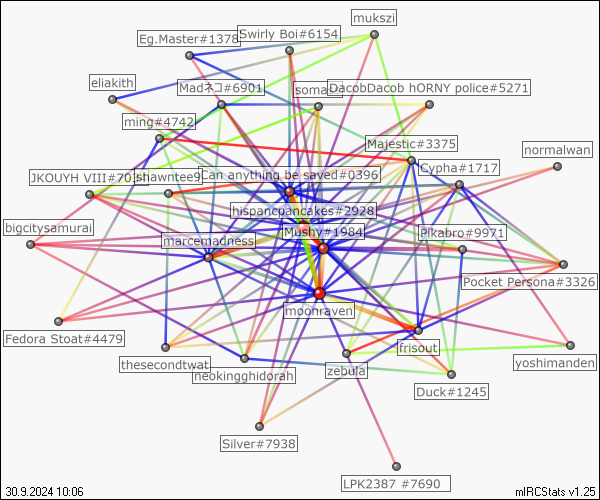 mukszi
Swirly Boi#6154
Eg.Master#1378
eliakith
Madネコ#6901
DacobDacob hORNY police#5271
ming#4742
Majestic#3375
normalwan
Cypha#1717
JKOUYH VIII#70
shawntee9
Can anything be saved#0396
hispancpancakes#2928
bigcitysamurai
Mushy#1984
Pikabro#9971
marcemadness
Pocket Persona#3326
moonraven
Fedora Stoat#4479
frisout
thesecondtwat
zebula
yoshimanden
neokingghidorah
Duck#1245
Silver#7938
LPK2387 #7690
30.9.2024 10:06
mIRCStats v1.25